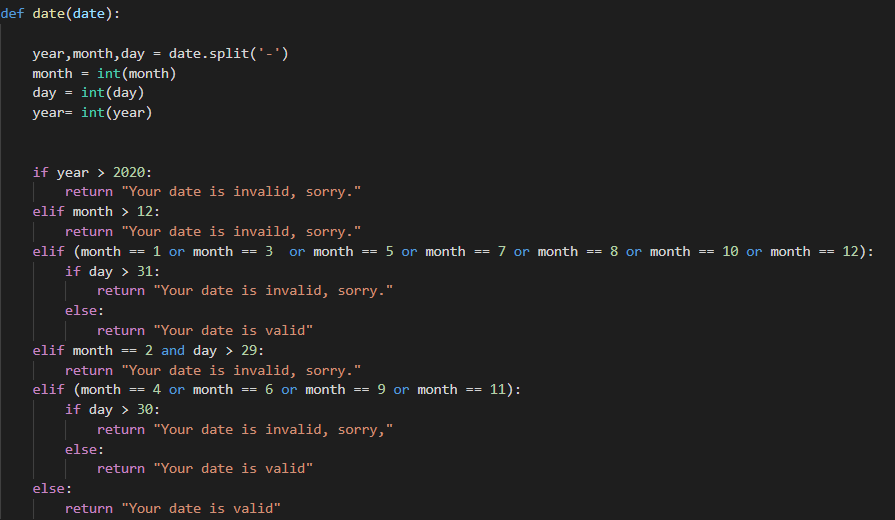 def date(date):
year,month,day = date.split('-')
month = int(month)
day = int(day)
year= int(year)
if year > 2020:
return "Your date is invalid, sorry."
elif month > 12:
return "Your date is invaild, sorry."
elif (month == 1 or month == 3  or month == 5 or month == 7 or month == 8 or month == 10 or month == 12):
if day > 31:
return "Your date is invalid, sorry."
else:
return "Your date is valid"
elif month == 2 and day > 29:
return "Your date is invalid, sorry."
elif (month == 4 or month == 6 or month == 9 or month == 11):
if day > 30:
return "Your date is invalid, sorry,"
else:
return "Your date is valid"
else:
return "Your date is valid"